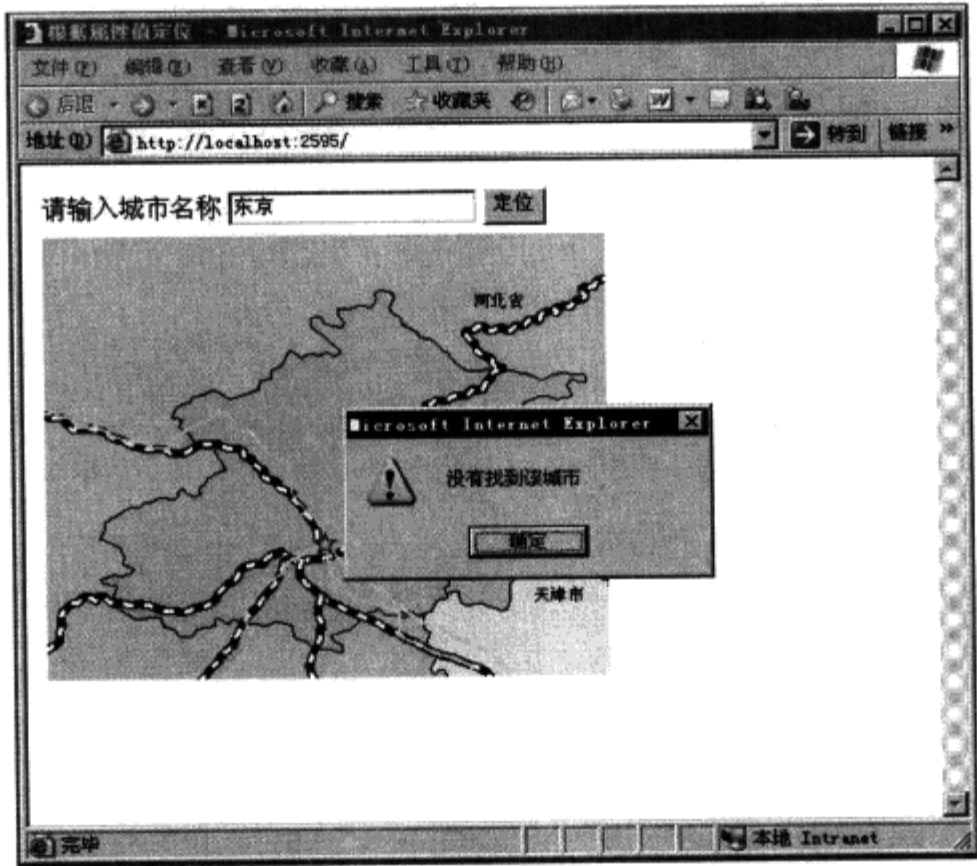 根据属性值定位 - Microsoft Internet Explorer
文件(F) 编辑(E) 查看(V) 收藏(A) 工具(T) 帮助(H)
后退 搜索 收藏夹
地址(D) http://localhost:2595/ 转到 链接 »
请输入城市名称 东京 定位
河北省
Microsoft Internet Explorer
没有找到该城市
确定
天津市
完毕 本地 Intranet